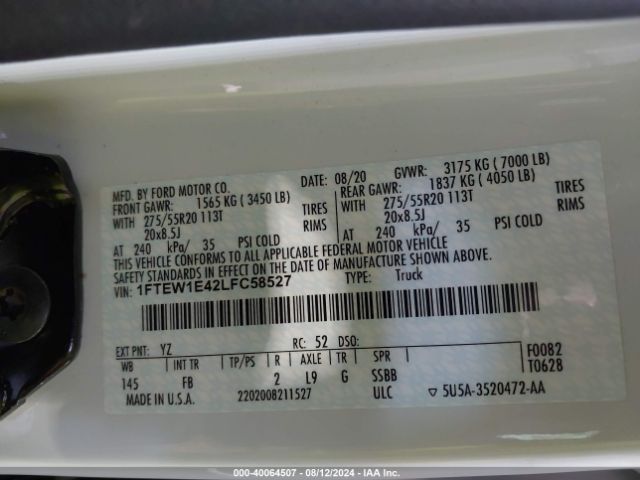 MFD. BY FORD MOTOR CO.
DATE: 08/20 GVWR: 3175 KG ( 7000 LB)
FRONT GAWR: 1565 KG ( 3450 LB)
REAR GAWR: 1837 KG ( 4050 LB)
WITH 275/55R20 113T TIRES
WITH 275/55R20 113T TIRES
20x8.5J RIMS
20x8.5J RIMS
AT 240 kPa/ 35 PSI COLD
AT 240 kPa/ 35 PSI COLD
THIS VEHICLE CONFORMS TO ALL APPLICABLE FEDERAL MOTOR VEHICLE
SAFETY STANDARDS IN EFFECT ON THE DATE OF MANUFACTURE SHOWN ABOVE.
VIN: 1FTEW1E42LFC58527 TYPE: Truck
EXT PNT: YZ RC: 52 DSO:
WB INT TR TP/PS R AXLE TR SPR F0082
145 FB 2 L9 G SSBB T0628
MADE IN U.S.A. 2202008211527 ULC ▽ 5U5A-3520472-AA
000-40064507 - 08/12/2024 - IAA Inc.